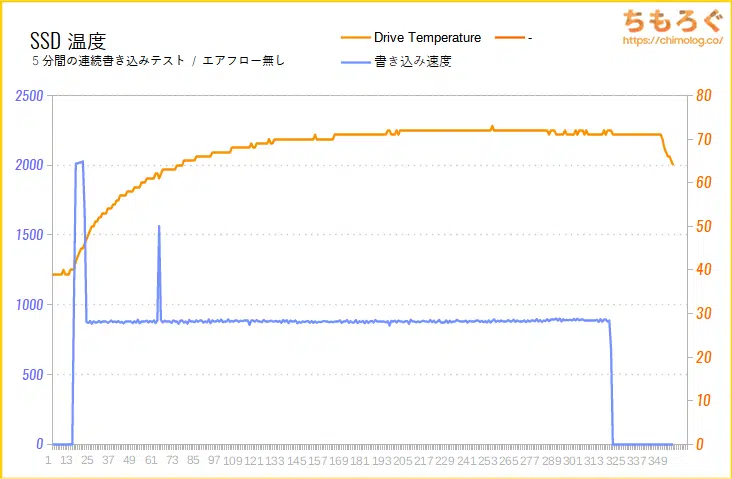 ちもろぐ
https://chimolog.co/
SSD 温度
5分間の連続書き込みテスト / エアフロー無し
Drive Temperature
-
書き込み速度
2500
2000
1500
1000
500
0
80
70
60
50
40
30
20
10
0
1 13 25 37 49 61 73 85 97 109 121 133 145 157 169 181 193 205 217 229 241 253 265 277 289 301 313 325 337 349